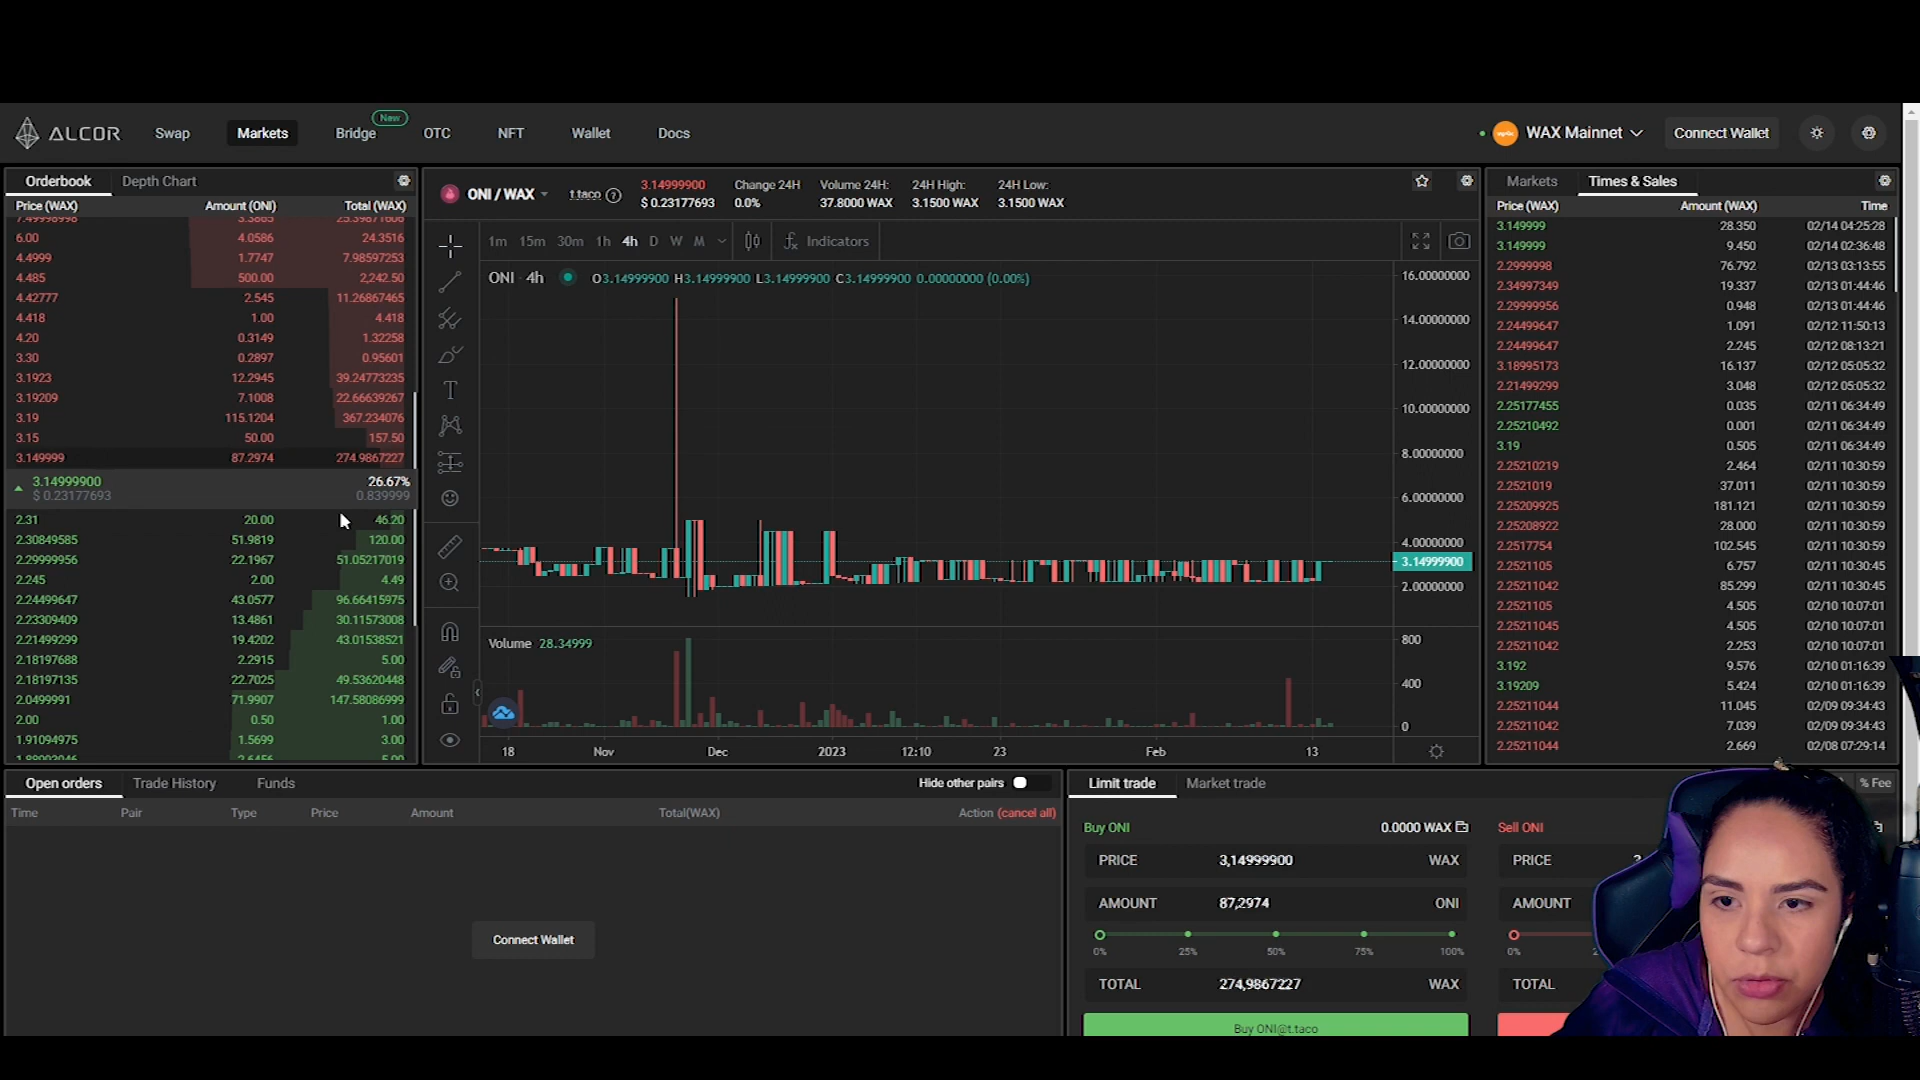 ALCOR Swap Markets Bridge New OTC NFT Wallet Docs WAX Mainnet Connect Wallet
Orderbook Depth Chart
Price (WAX) Amount (ONI) Total (WAX)
7.49998998 3.3865 25.39871606
6.00 4.0586 24.3516
4.4999 1.7747 7.98597253
4.485 500.00 2,242.50
4.42777 2.545 11.26867465
4.418 1.00 4.418
4.20 0.3149 1.32258
3.30 0.2897 0.95601
3.1923 12.2945 39.24773235
3.19209 7.1008 22.66639267
3.19 115.1204 367.234076
3.15 50.00 157.50
3.149999 87.2974 274.9867227
3.14999900 26.67%
$ 0.23177693 0.839999
2.31 20.00 46.20
2.30849585 51.9819 120.00
2.29999956 22.1967 51.05217019
2.245 2.00 4.49
2.24499647 43.0577 96.66415975
2.23309409 13.4861 30.11573008
2.21499299 19.4202 43.01538521
2.18197688 2.2915 5.00
2.18197135 22.7025 49.53620448
2.0499991 71.9907 147.58086999
2.00 0.50 1.00
1.91094975 1.5699 3.00
ONI / WAX t.taco 3.14999900 Change 24H Volume 24H: 24H High: 24H Low:
$ 0.23177693 0.0% 37.8000 WAX 3.1500 WAX 3.1500 WAX
1m 15m 30m 1h 4h D W M Indicators
ONI 4h O3.14999900 H3.14999900 L3.14999900 C3.14999900 0.00000000 (0.00%)
16.00000000
14.00000000
12.00000000
10.00000000
8.00000000
6.00000000
4.00000000
3.14999900
2.00000000
Volume 28.34999
800
400
0
18 Nov Dec 2023 12:10 23 Feb 13
Markets Times & Sales
Price (WAX) Amount (WAX) Time
3.149999 28.350 02/14 04:25:28
3.149999 9.450 02/14 02:36:48
2.2999998 76.792 02/13 03:13:55
2.34997349 19.337 02/13 01:44:46
2.29999956 0.948 02/13 01:44:46
2.24499647 1.091 02/12 11:50:13
2.24499647 2.245 02/12 08:13:21
3.18995173 16.137 02/12 05:05:32
2.21499299 3.048 02/12 05:05:32
2.25177455 0.035 02/11 06:34:49
2.25210492 0.001 02/11 06:34:49
3.19 0.505 02/11 06:34:49
2.25210219 2.464 02/11 10:30:59
2.2521019 37.011 02/11 10:30:59
2.25209925 181.121 02/11 10:30:59
2.25208922 28.000 02/11 10:30:59
2.2517754 102.545 02/11 10:30:59
2.2521105 6.757 02/11 10:30:45
2.25211042 85.299 02/11 10:30:45
2.2521105 4.505 02/10 10:07:01
2.25211045 4.505 02/10 10:07:01
2.25211042 2.253 02/10 10:07:01
3.192 9.576 02/10 01:16:39
3.19209 5.424 02/10 01:16:39
2.25211044 11.045 02/09 09:34:43
2.25211042 7.039 02/09 09:34:43
2.25211044 2.669 02/08 07:29:14
Open orders Trade History Funds Hide other pairs
Time Pair Type Price Amount Total(WAX) Action (cancel all)
Connect Wallet
Limit trade Market trade % Fee
Buy ONI 0.0000 WAX Sell ONI
PRICE 3,14999900 WAX PRICE
AMOUNT 87,2974 ONI AMOUNT
0% 25% 50% 75% 100% 0%
TOTAL 274,9867227 WAX TOTAL
Buy ONI@t.taco